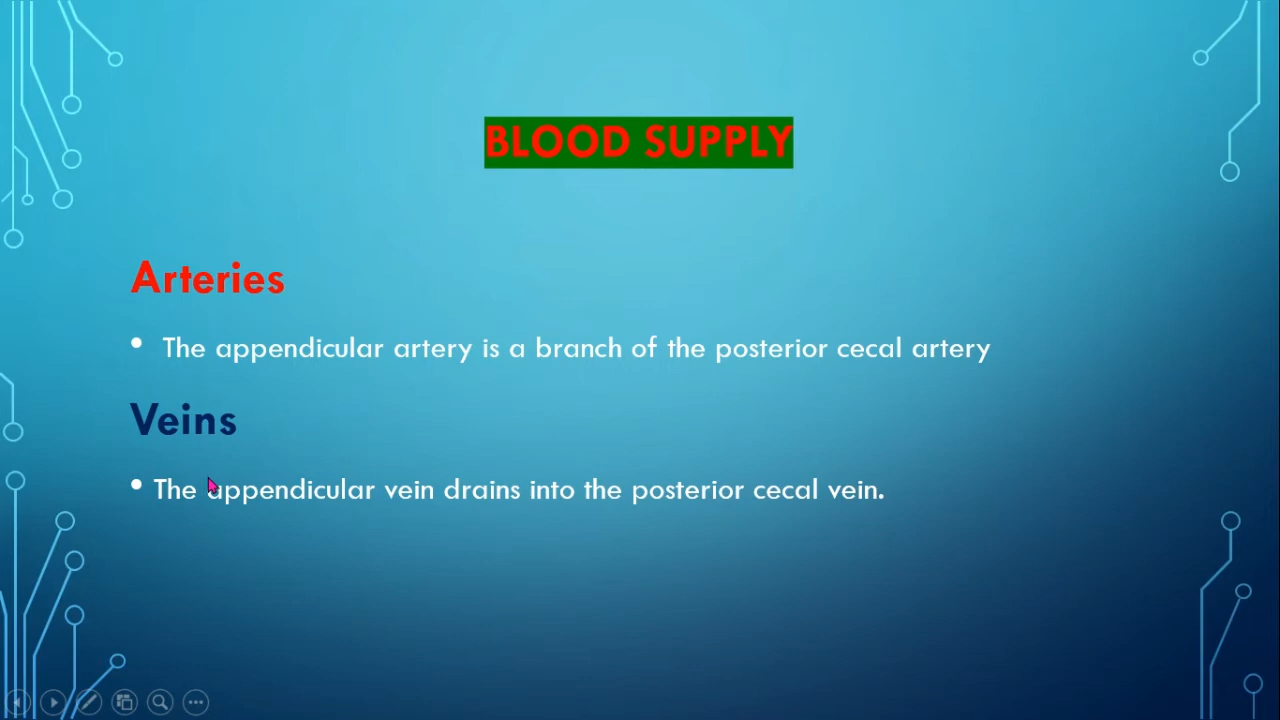 BLOOD SUPPLY
Arteries
• The appendicular artery is a branch of the posterior cecal artery
Veins
• The appendicular vein drains into the posterior cecal vein.